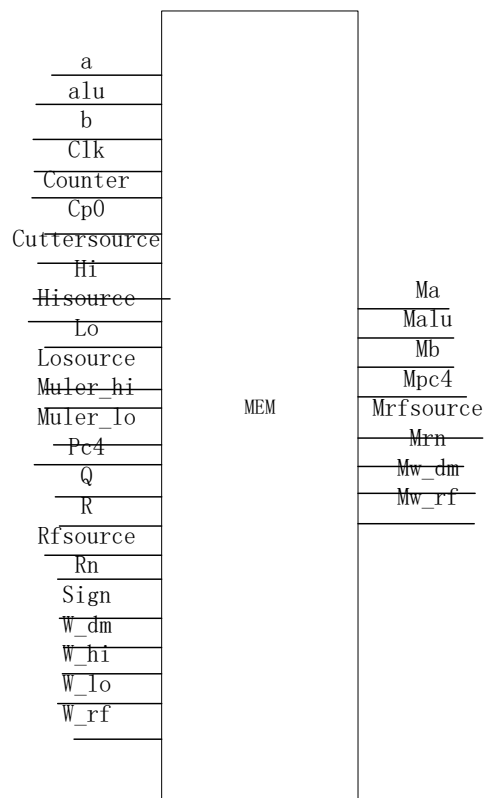 a
alu
b
Clk
Counter
Cp0
Cuttersource
Hi
Hisource
Lo
Losource
Muler_hi
Muler_lo
Pc4
Q
R
Rfsource
Rn
Sign
W_dm
W_hi
W_lo
W_rf
MEM
Ma
Malu
Mb
Mpc4
Mrfsource
Mrn
Mw_dm
Mw_rf